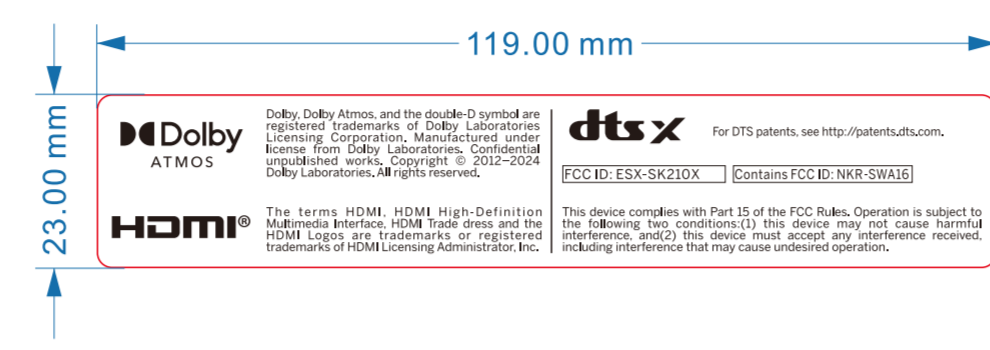 119.00 mm
23.00 mm
Dolby
ATMOS
Dolby, Dolby Atmos, and the double-D symbol are
registered trademarks of Dolby Laboratories
Licensing Corporation. Manufactured under
license from Dolby Laboratories. Confidential
unpublished works. Copyright © 2012–2024
Dolby Laboratories. All rights reserved.
HDMI®
The terms HDMI, HDMI High-Definition
Multimedia Interface, HDMI Trade dress and the
HDMI Logos are trademarks or registered
trademarks of HDMI Licensing Administrator, Inc.
dts x
For DTS patents, see http://patents.dts.com.
FCC ID: ESX-SK210X
Contains FCC ID: NKR-SWA16
This device complies with Part 15 of the FCC Rules. Operation is subject to
the following two conditions:(1) this device may not cause harmful
interference, and(2) this device must accept any interference received,
including interference that may cause undesired operation.